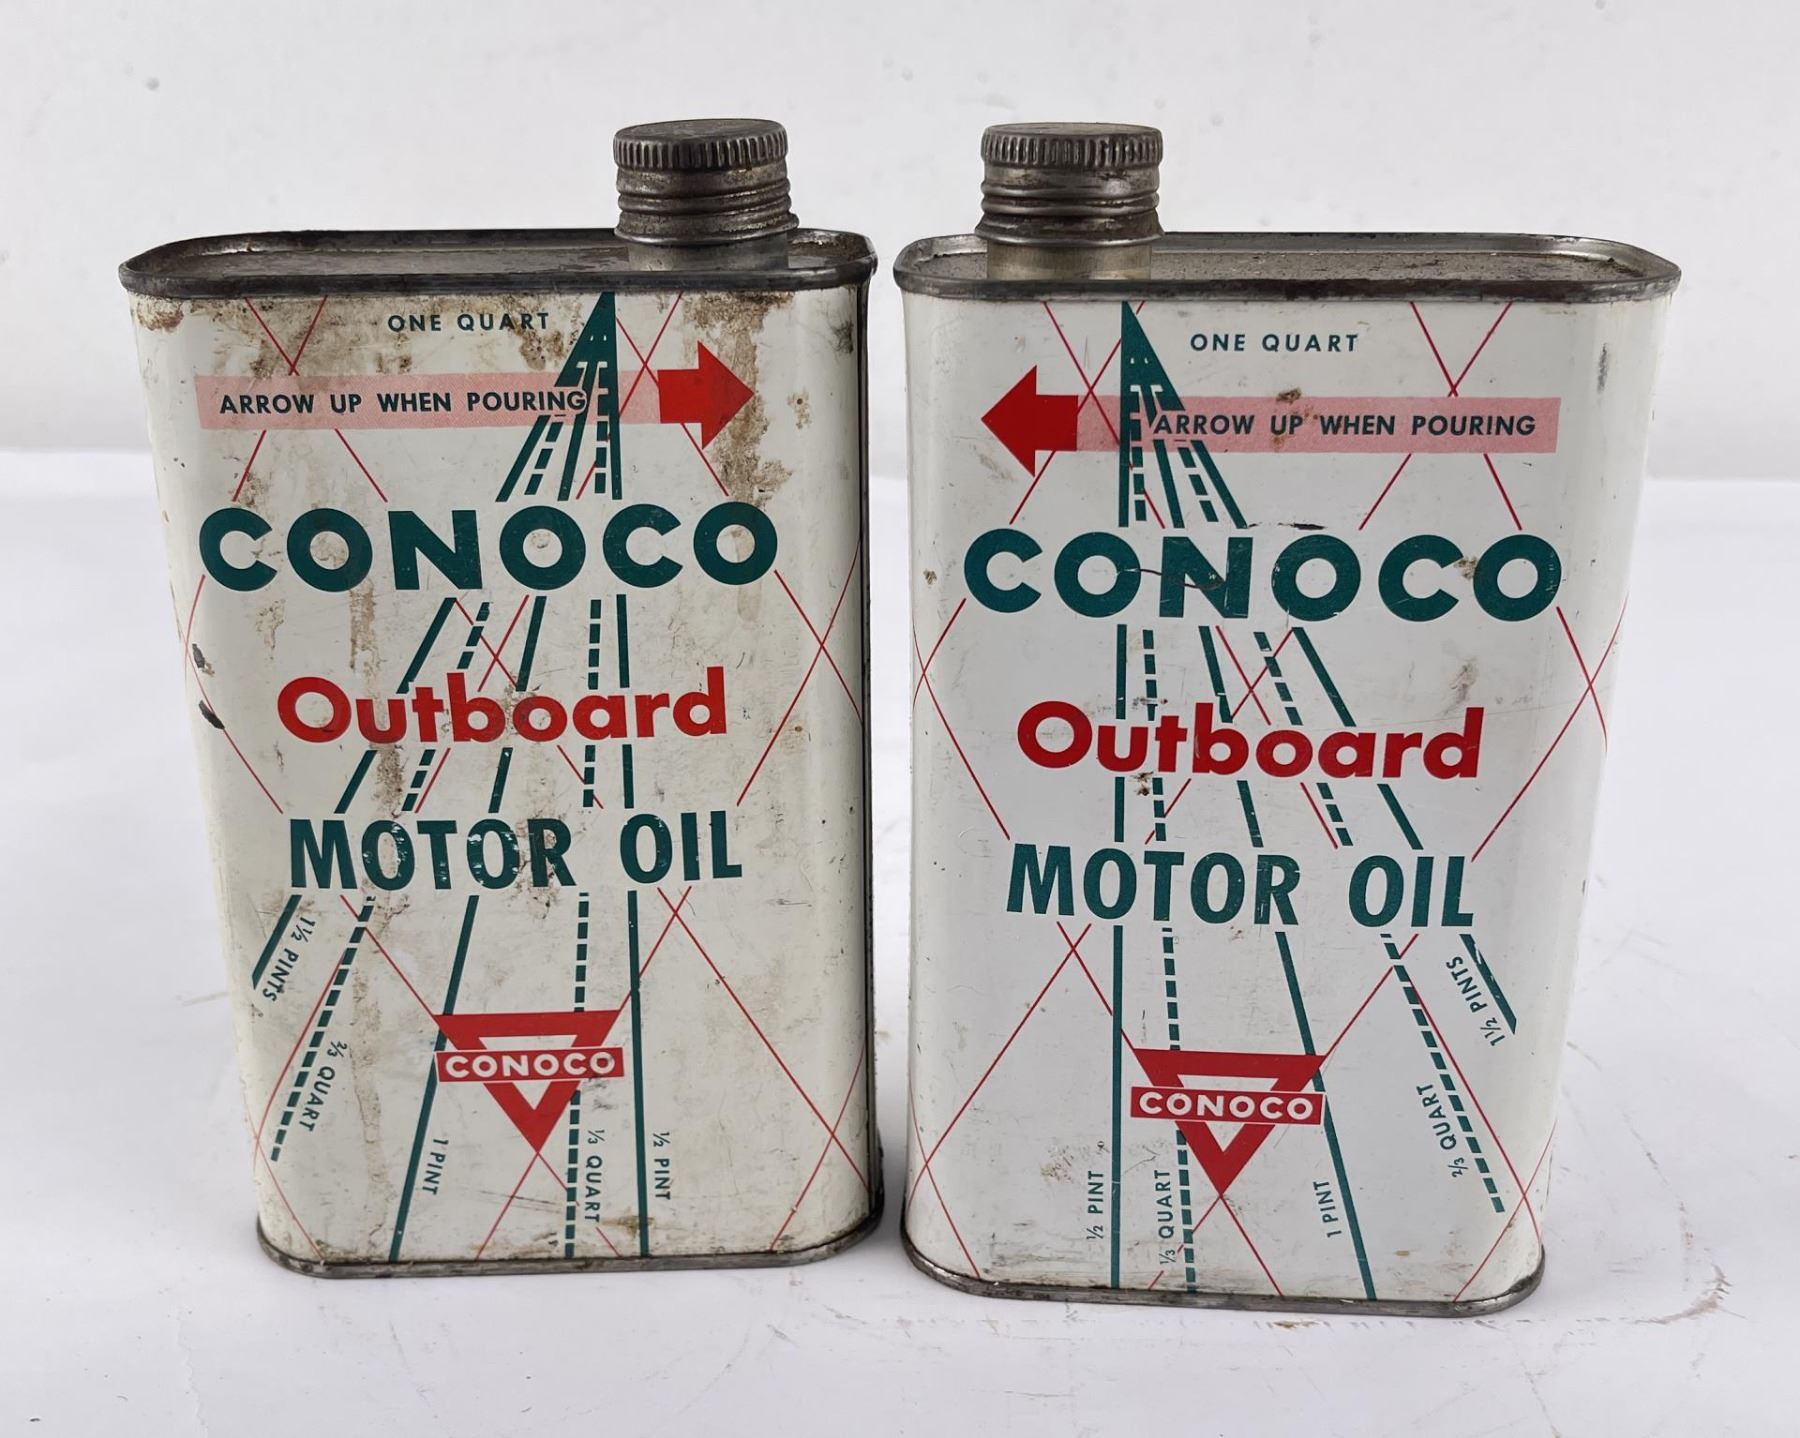 ONE QUART
ARROW UP WHEN POURING
CONOCO
Outboard
MOTOR OIL
1½ PINTS
⅔ QUART
1 PINT
⅓ QUART
½ PINT
CONOCO
ONE QUART
ARROW UP WHEN POURING
CONOCO
Outboard
MOTOR OIL
½ PINT
⅓ QUART
1 PINT
⅔ QUART
1½ PINTS
CONOCO